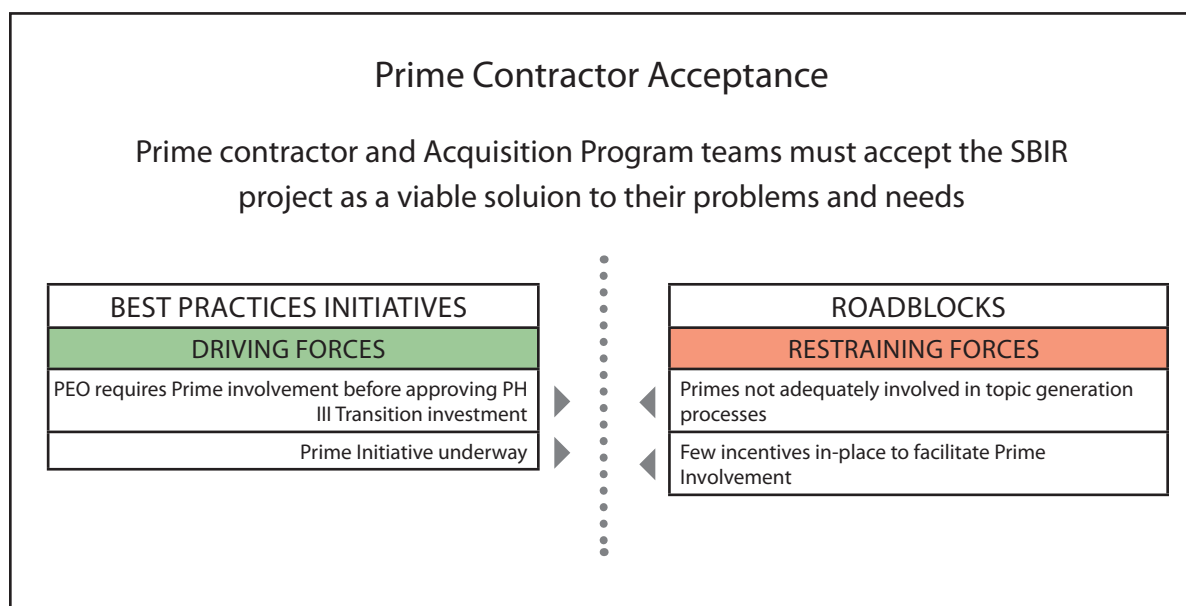 Prime Contractor Acceptance
Prime contractor and Acquisition Program teams must accept the SBIR
project as a viable soluion to their problems and needs
BEST PRACTICES INITIATIVES
DRIVING FORCES
PEO requires Prime involvement before approving PH
III Transition investment
Prime Initiative underway
ROADBLOCKS
RESTRAINING FORCES
Primes not adequately involved in topic generation
processes
Few incentives in-place to facilitate Prime
Involvement